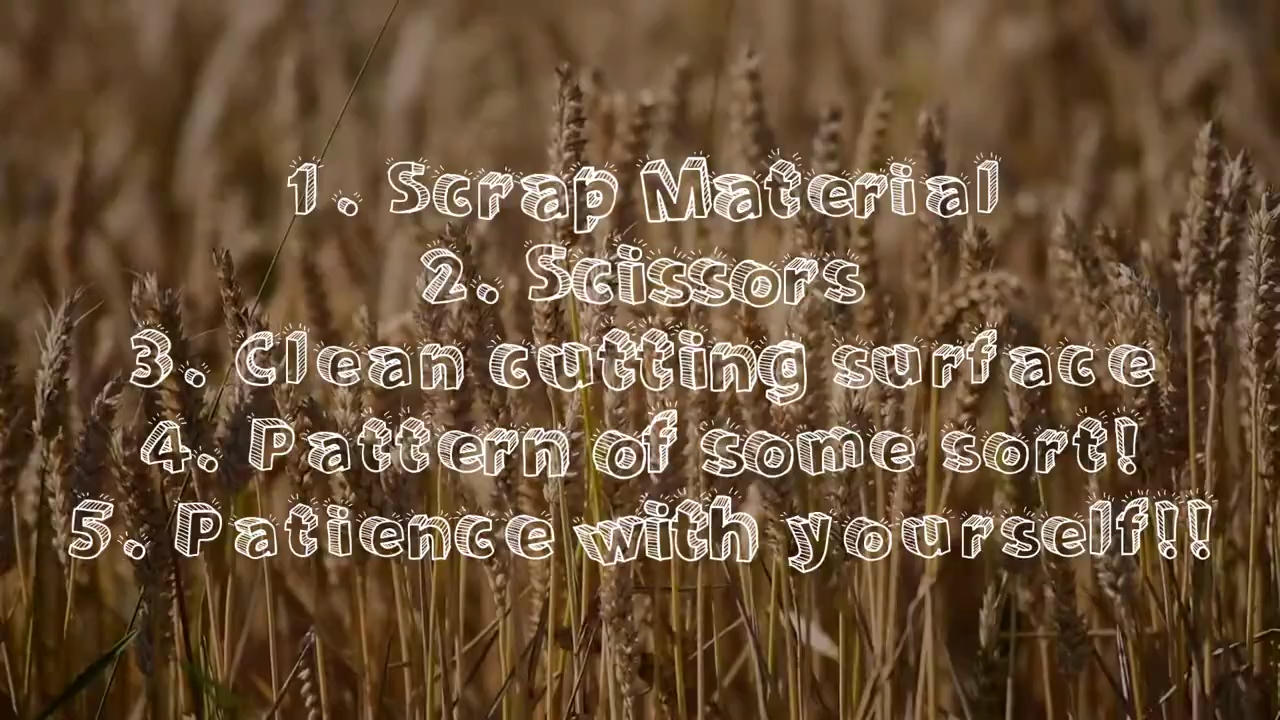 1. Scrap Material
2. Scissors
3. Clean cutting surface
4. Pattern of some sort!
5. Patience with yourself!!